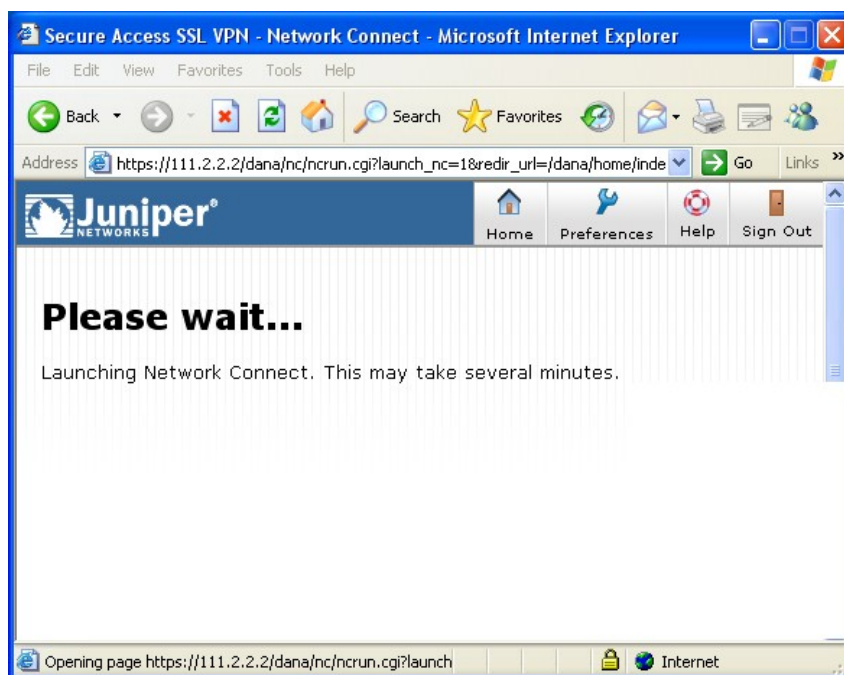 Secure Access SSL VPN - Network Connect - Microsoft Internet Explorer
File Edit View Favorites Tools Help
Back Search Favorites
Address https://111.2.2.2/dana/nc/ncrun.cgi?launch_nc=1&redir_url=/dana/home/inde Go Links »
Juniper®
NETWORKS
Home Preferences Help Sign Out
Please wait...
Launching Network Connect. This may take several minutes.
Opening page https://111.2.2.2/dana/nc/ncrun.cgi?launch Internet